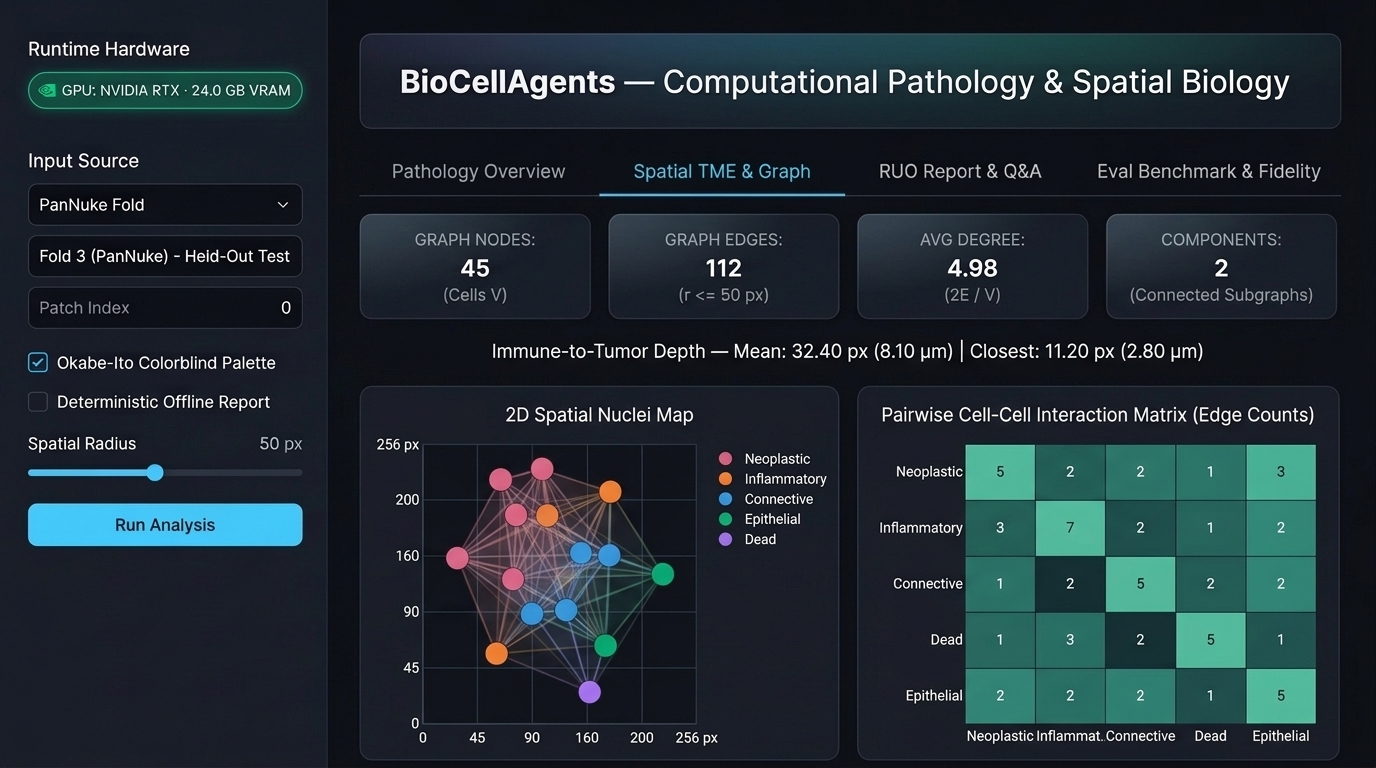 Runtime Hardware
GPU: NVIDIA RTX · 24.0 GB VRAM
Input Source
PanNuke Fold
Fold 3 (PanNuke) - Heid-Out Test
Patch Index 0
Okabe-Ito Colorblind Palette
Deterministic Offline Report
Spatial Radius 50 px
Run Analysis
BioCellAgents — Computational Pathology & Spatial Biology
Pathology Overview Spatial TME & Graph RUO Report & Q&A Eval Benchmark & Fidelity
GRAPH NODES:
45
(Cells V)
GRAPH EDGES:
112
(r <= 50 px)
AVG DEGREE:
4.98
(2E / V)
COMPONENTS:
2
(Connected Subgraphs)
Immune-to-Tumor Depth — Mean: 32.40 px (8.10 µm) | Closest: 11.20 px (2.80 µm)
2D Spatial Nuclei Map
256 px
200
160
90
45
0
0 45 90 160 200 256 px
Neoplastic
Inflammatory
Connective
Epithelial
Dead
Pairwise Cell-Cell Interaction Matrix (Edge Counts)
Neoplastic 5 2 2 1 3
Inflammatory 3 7 2 1 2
Connective 1 2 5 2 2
Dead 1 3 2 5 1
Epithelial 2 2 2 1 5
Neoplastic Inflammat.. Connective Dead Epithelial